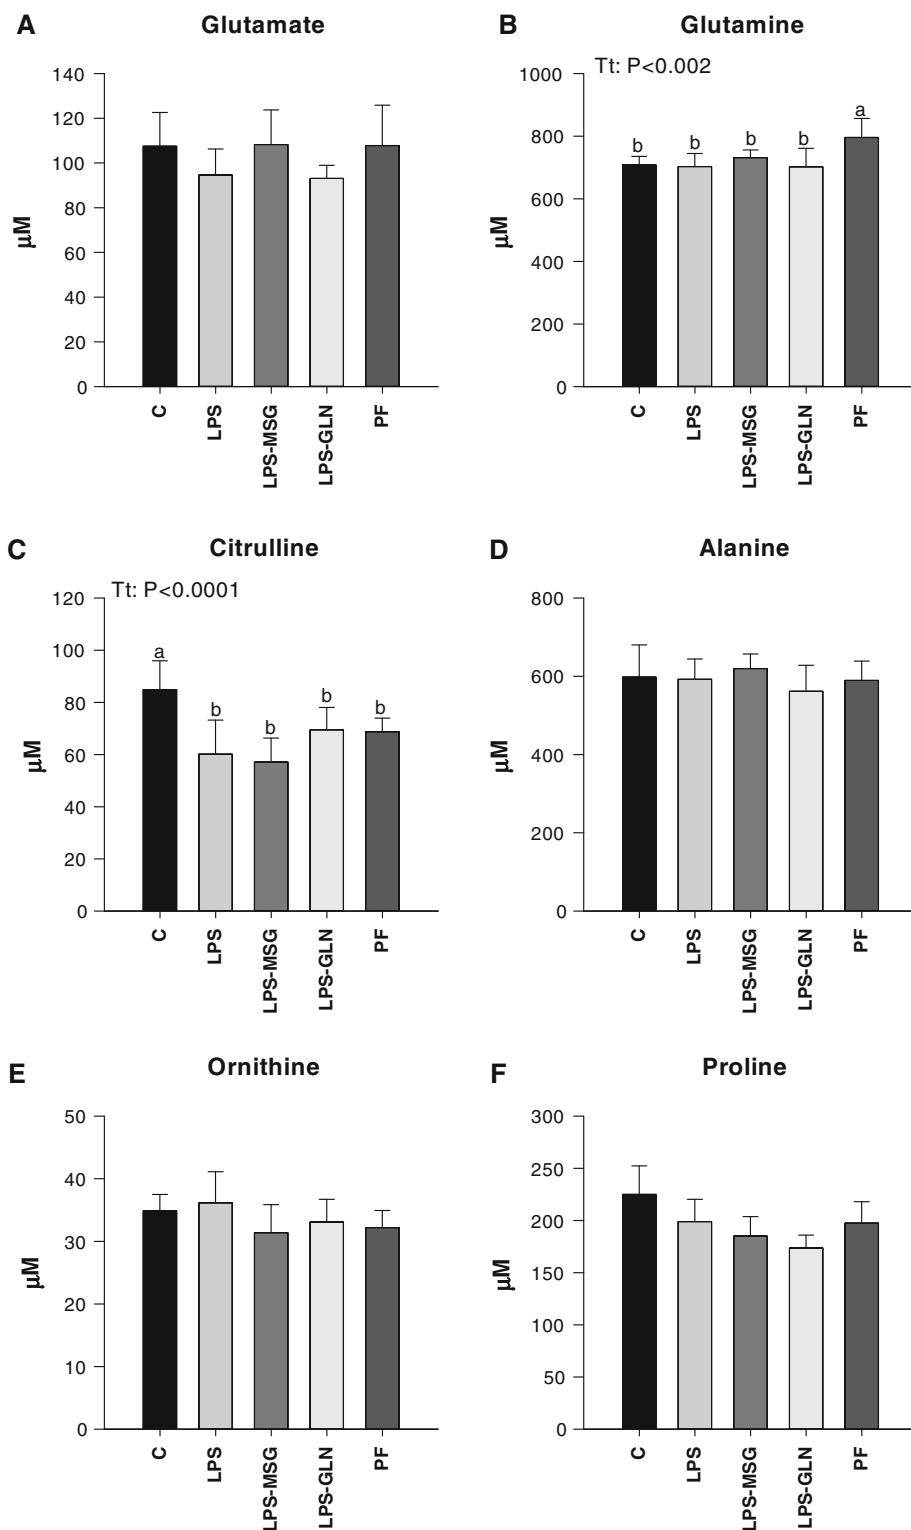 A Glutamate
140
120
100
80
60
40
20
0
μM
C
LPS
LPS-MSG
LPS-GLN
PF
B Glutamine
Tt: P<0.002
1000
800
600
400
200
0
μM
b b b b a
C
LPS
LPS-MSG
LPS-GLN
PF
C Citrulline
Tt: P<0.0001
120
100
80
60
40
20
0
μM
a b b b b
C
LPS
LPS-MSG
LPS-GLN
PF
D Alanine
800
600
400
200
0
μM
C
LPS
LPS-MSG
LPS-GLN
PF
E Ornithine
50
40
30
20
10
0
μM
C
LPS
LPS-MSG
LPS-GLN
PF
F Proline
300
250
200
150
100
50
0
μM
C
LPS
LPS-MSG
LPS-GLN
PF